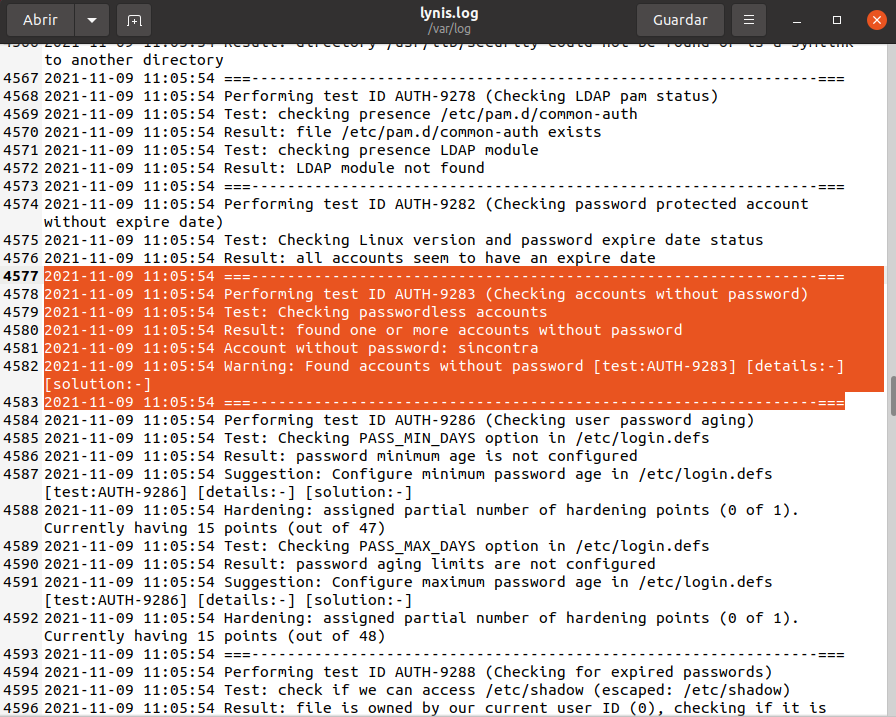 Abrir
lynis.log
/var/log
Guardar
4566 2021-11-09 11:05:54 Result: directory /usr/lib/security could not be found or is a symlink
to another directory
4567 2021-11-09 11:05:54 ===---------------------------------------------------------------===
4568 2021-11-09 11:05:54 Performing test ID AUTH-9278 (Checking LDAP pam status)
4569 2021-11-09 11:05:54 Test: checking presence /etc/pam.d/common-auth
4570 2021-11-09 11:05:54 Result: file /etc/pam.d/common-auth exists
4571 2021-11-09 11:05:54 Test: checking presence LDAP module
4572 2021-11-09 11:05:54 Result: LDAP module not found
4573 2021-11-09 11:05:54 ===---------------------------------------------------------------===
4574 2021-11-09 11:05:54 Performing test ID AUTH-9282 (Checking password protected account
without expire date)
4575 2021-11-09 11:05:54 Test: Checking Linux version and password expire date status
4576 2021-11-09 11:05:54 Result: all accounts seem to have an expire date
4577 2021-11-09 11:05:54 ===---------------------------------------------------------------===
4578 2021-11-09 11:05:54 Performing test ID AUTH-9283 (Checking accounts without password)
4579 2021-11-09 11:05:54 Test: Checking passwordless accounts
4580 2021-11-09 11:05:54 Result: found one or more accounts without password
4581 2021-11-09 11:05:54 Account without password: sincontra
4582 2021-11-09 11:05:54 Warning: Found accounts without password [test:AUTH-9283] [details:-]
[solution:-]
4583 2021-11-09 11:05:54 ===---------------------------------------------------------------===
4584 2021-11-09 11:05:54 Performing test ID AUTH-9286 (Checking user password aging)
4585 2021-11-09 11:05:54 Test: Checking PASS_MIN_DAYS option in /etc/login.defs
4586 2021-11-09 11:05:54 Result: password minimum age is not configured
4587 2021-11-09 11:05:54 Suggestion: Configure minimum password age in /etc/login.defs
[test:AUTH-9286] [details:-] [solution:-]
4588 2021-11-09 11:05:54 Hardening: assigned partial number of hardening points (0 of 1).
Currently having 15 points (out of 47)
4589 2021-11-09 11:05:54 Test: Checking PASS_MAX_DAYS option in /etc/login.defs
4590 2021-11-09 11:05:54 Result: password aging limits are not configured
4591 2021-11-09 11:05:54 Suggestion: Configure maximum password age in /etc/login.defs
[test:AUTH-9286] [details:-] [solution:-]
4592 2021-11-09 11:05:54 Hardening: assigned partial number of hardening points (0 of 1).
Currently having 15 points (out of 48)
4593 2021-11-09 11:05:54 ===---------------------------------------------------------------===
4594 2021-11-09 11:05:54 Performing test ID AUTH-9288 (Checking for expired passwords)
4595 2021-11-09 11:05:54 Test: check if we can access /etc/shadow (escaped: /etc/shadow)
4596 2021-11-09 11:05:54 Result: file is owned by our current user ID (0), checking if it is